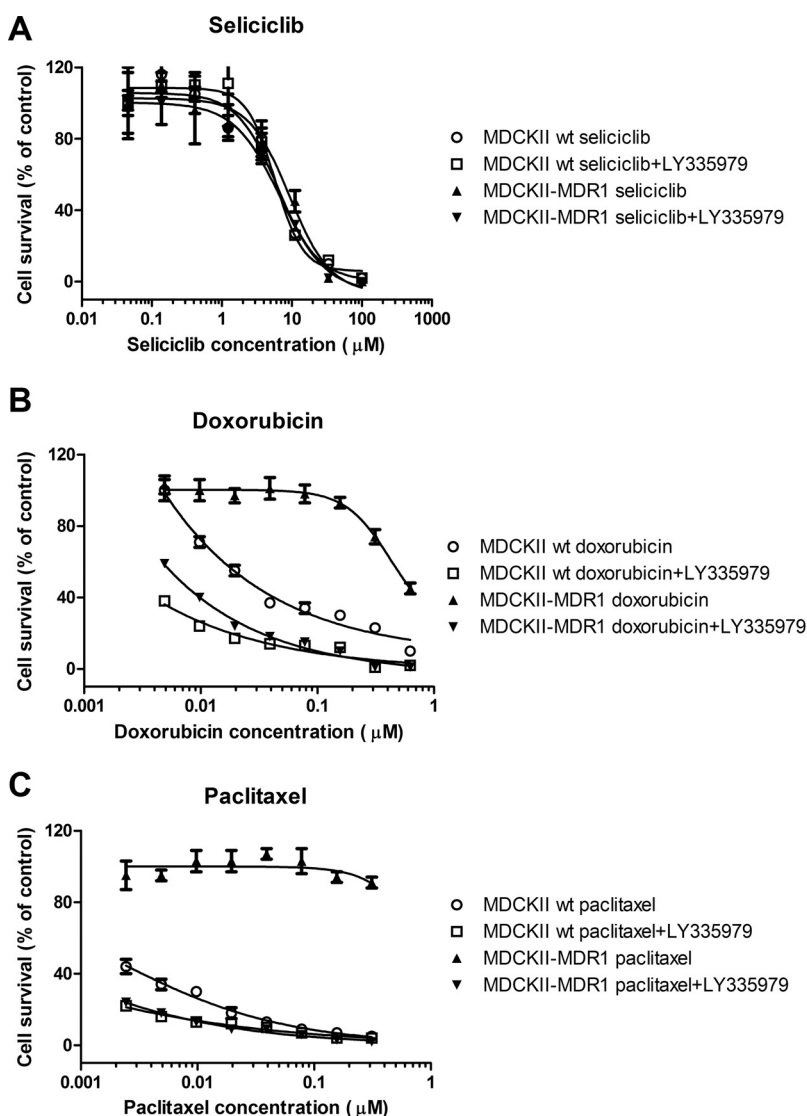 A
Seliciclib
Cell survival (% of control)
120
80
40
0
0.01 0.1 1 10 100 1000
Seliciclib concentration ( μM)
MDCKII wt seliciclib
MDCKII wt seliciclib+LY335979
MDCKII-MDR1 seliciclib
MDCKII-MDR1 seliciclib+LY335979
B
Doxorubicin
Cell survival (% of control)
120
80
40
0
0.001 0.01 0.1 1
Doxorubicin concentration ( μM)
MDCKII wt doxorubicin
MDCKII wt doxorubicin+LY335979
MDCKII-MDR1 doxorubicin
MDCKII-MDR1 doxorubicin+LY335979
C
Paclitaxel
Cell survival (% of control)
120
80
40
0
0.001 0.01 0.1 1
Paclitaxel concentration ( μM)
MDCKII wt paclitaxel
MDCKII wt paclitaxel+LY335979
MDCKII-MDR1 paclitaxel
MDCKII-MDR1 paclitaxel+LY335979